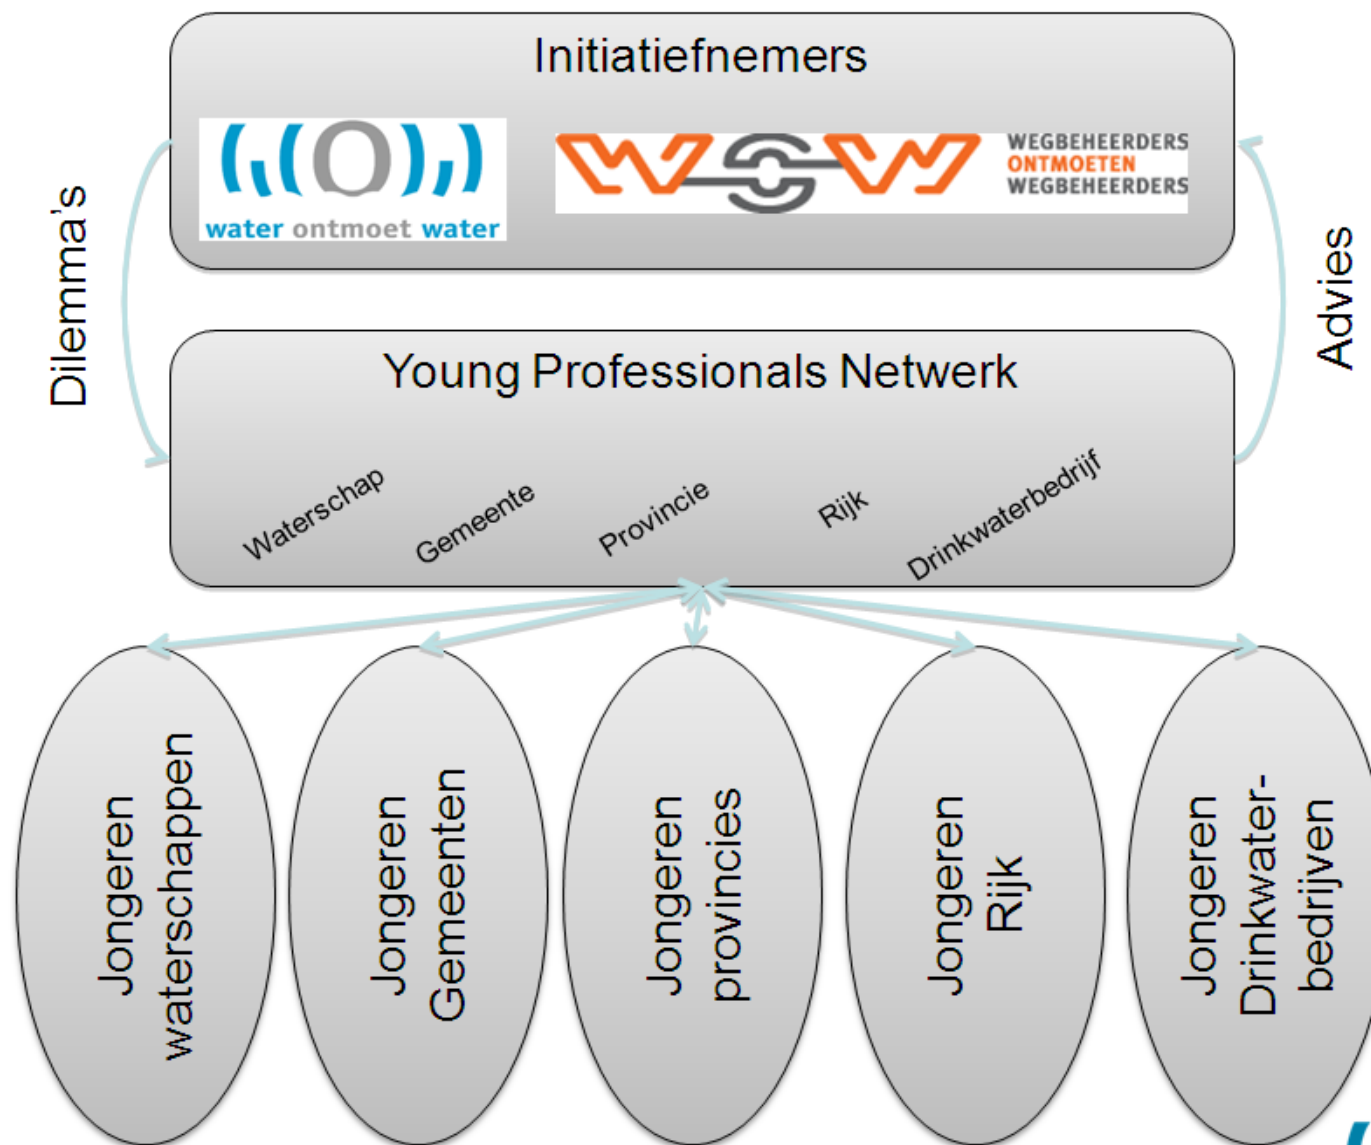 Initiatiefnemers
water ontmoet water
WEGBEHEERDERS
ONTMOETEN
WEGBEHEERDERS
Dilemma's
Advies
Young Professionals Netwerk
Waterschap
Gemeente
Provincie
Rijk
Drinkwaterbedrijf
Jongeren
waterschappen
Jongeren
Gemeenten
Jongeren
provincies
Jongeren
Rijk
Jongeren
Drinkwater-
bedrijven